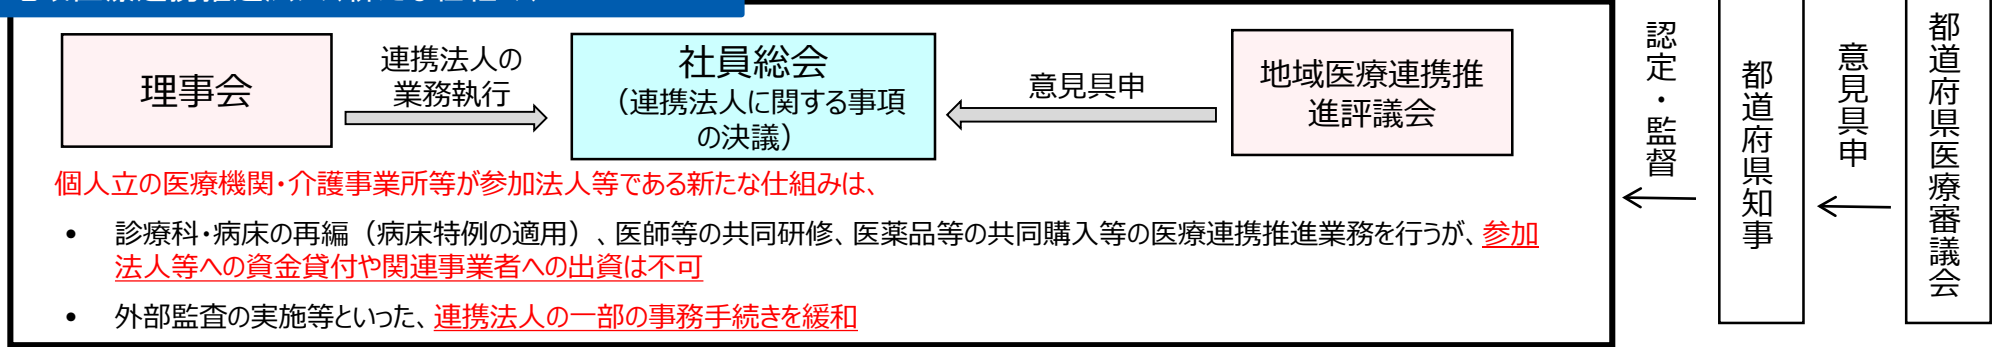 理事会
連携法人の
業務執行
社員総会
（連携法人に関する事項
の決議）
意見具申
地域医療連携推
進評議会
認定・監督
都道府県知事
意見具申
都道府県医療審議会
個人立の医療機関・介護事業所等が参加法人等である新たな仕組みは、
• 診療科・病床の再編（病床特例の適用）、医師等の共同研修、医薬品等の共同購入等の医療連携推進業務を行うが、参加
法人等への資金貸付や関連事業者への出資は不可
• 外部監査の実施等といった、連携法人の一部の事務手続きを緩和